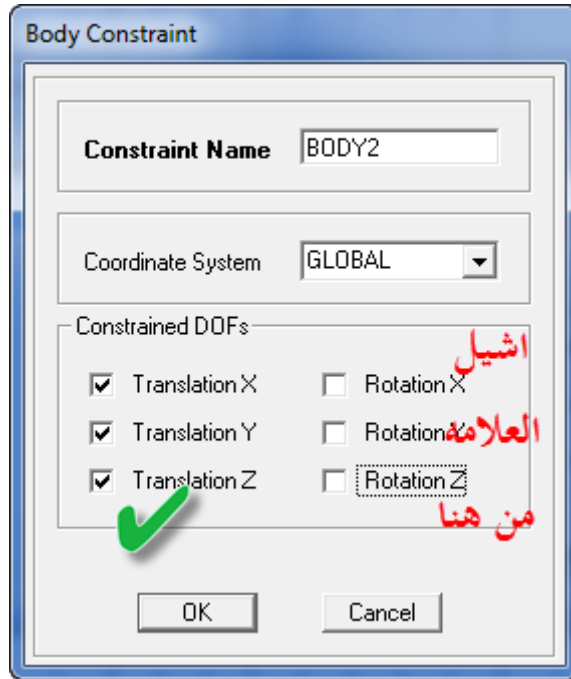 Body Constraint
Constraint Name BODY2
Coordinate System GLOBAL
Constrained DOFs
Translation X Rotation X اشيل
Translation Y Rotation Y العلامه
Translation Z Rotation Z
من هنا
OK Cancel